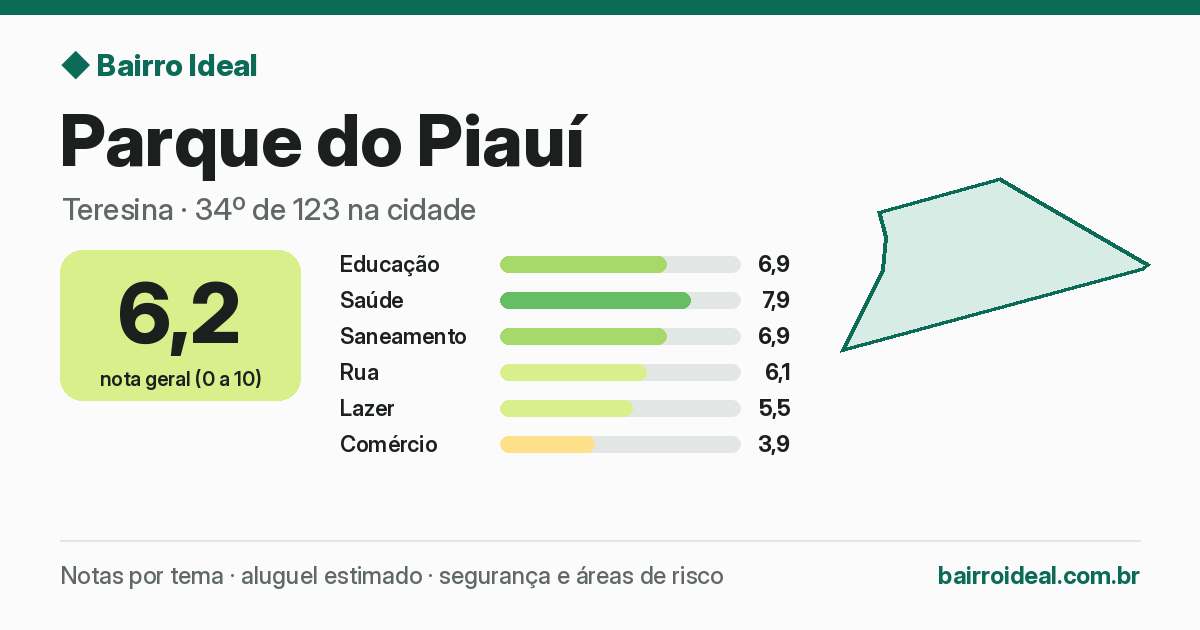 Bairro Ideal
Parque do Piauí
Teresina · 34º de 123 na cidade
6,2
nota geral (0 a 10)
Educação 6,9
Saúde 7,9
Saneamento 6,9
Rua 6,1
Lazer 5,5
Comércio 3,9
Notas por tema · aluguel estimado · segurança e áreas de risco
bairroideal.com.br